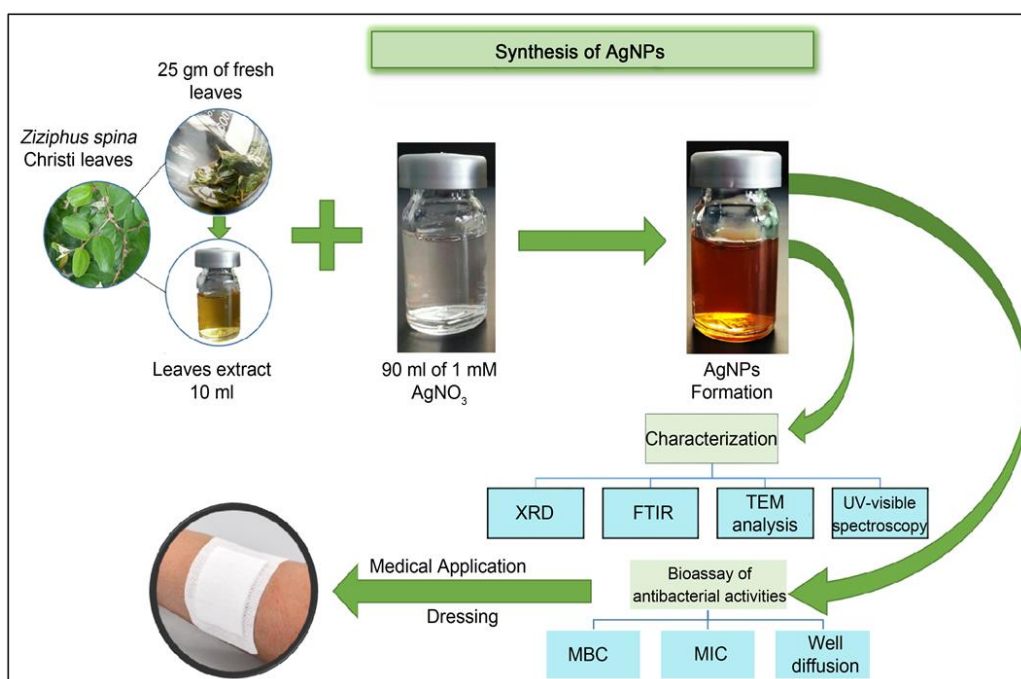 Synthesis of AgNPs
25 gm of fresh
leaves
Ziziphus spina
Christi leaves
Leaves extract
10 ml
90 ml of 1 mM
AgNO₃
AgNPs
Formation
Characterization
XRD
FTIR
TEM
analysis
UV-visible
spectroscopy
Bioassay of
antibacterial activities
MBC
MIC
Well
diffusion
Medical Application
Dressing